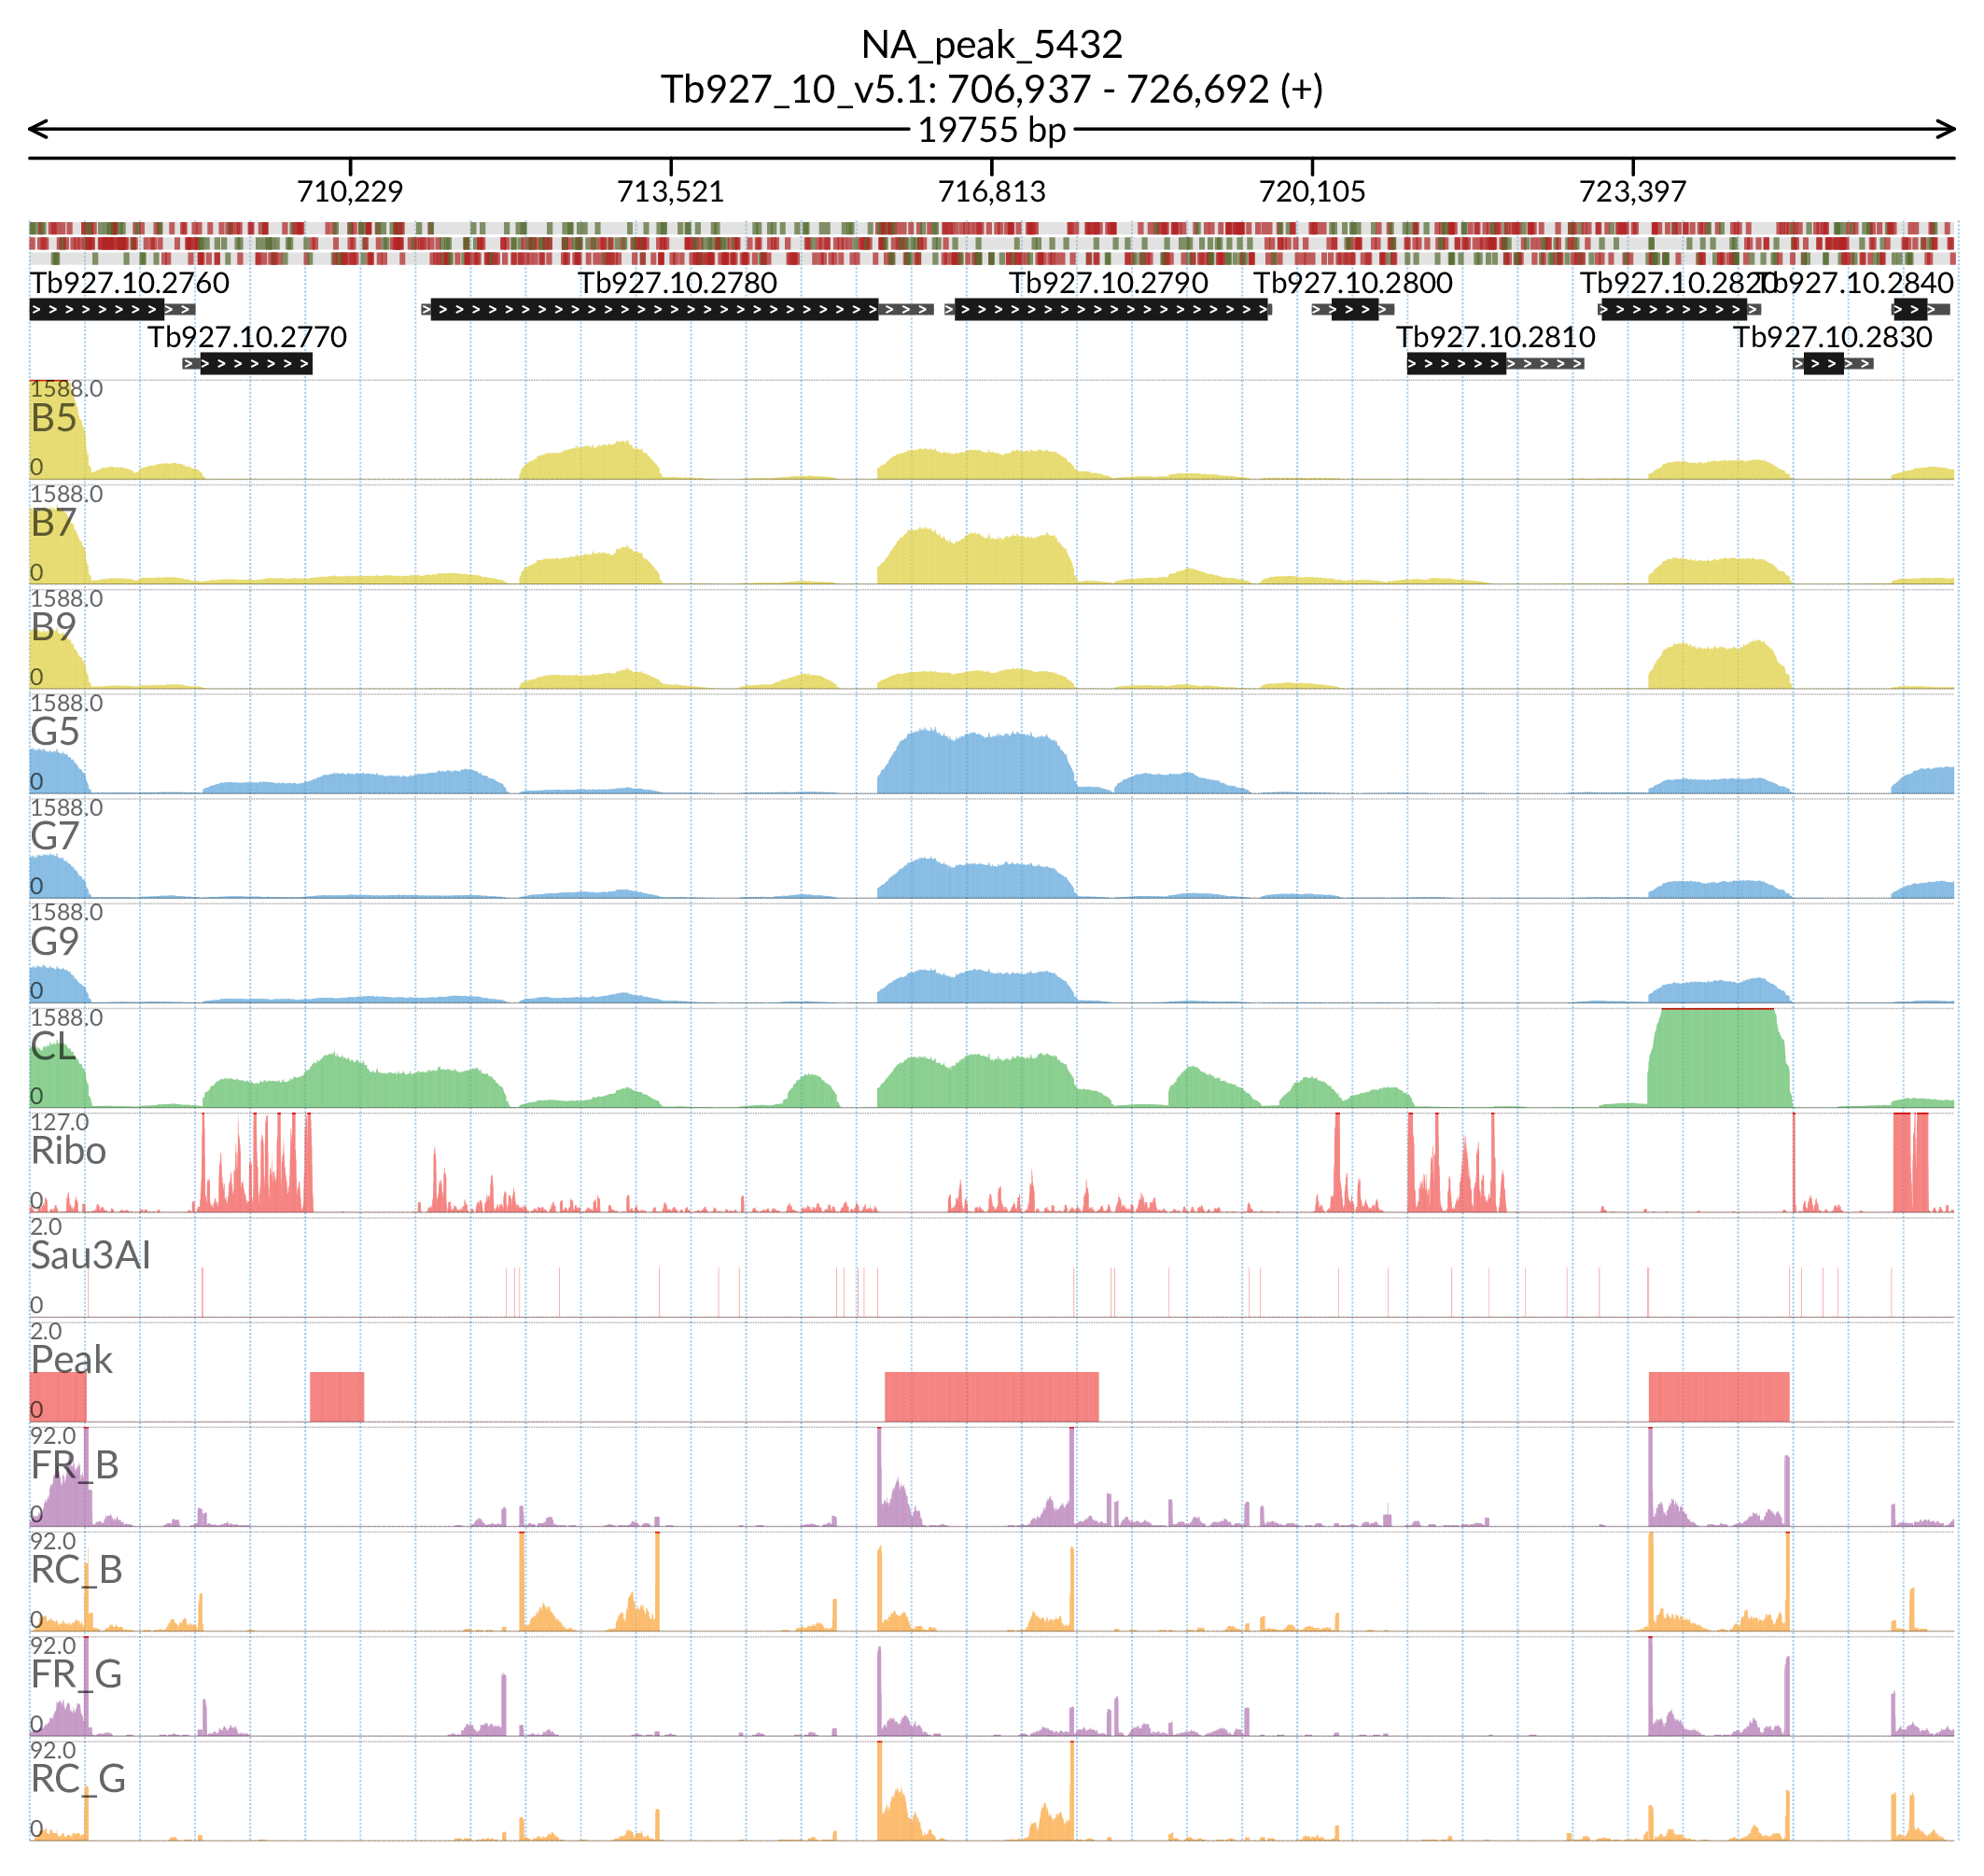 NA_peak_5432
Tb927_10_v5.1: 706,937 - 726,692 (+)
19755 bp
710,229 713,521 716,813 720,105 723,397
Tb927.10.2760 Tb927.10.2780 Tb927.10.2790 Tb927.10.2800 Tb927.10.2820 Tb927.10.2840
Tb927.10.2770 Tb927.10.2810 Tb927.10.2830
1588.0
B5
0
1588.0
B7
0
1588.0
B9
0
1588.0
G5
0
1588.0
G7
0
1588.0
G9
0
1588.0
CL
0
127.0
Ribo
0
2.0
Sau3AI
0
2.0
Peak
0
92.0
FR_B
0
92.0
RC_B
0
92.0
FR_G
0
92.0
RC_G
0